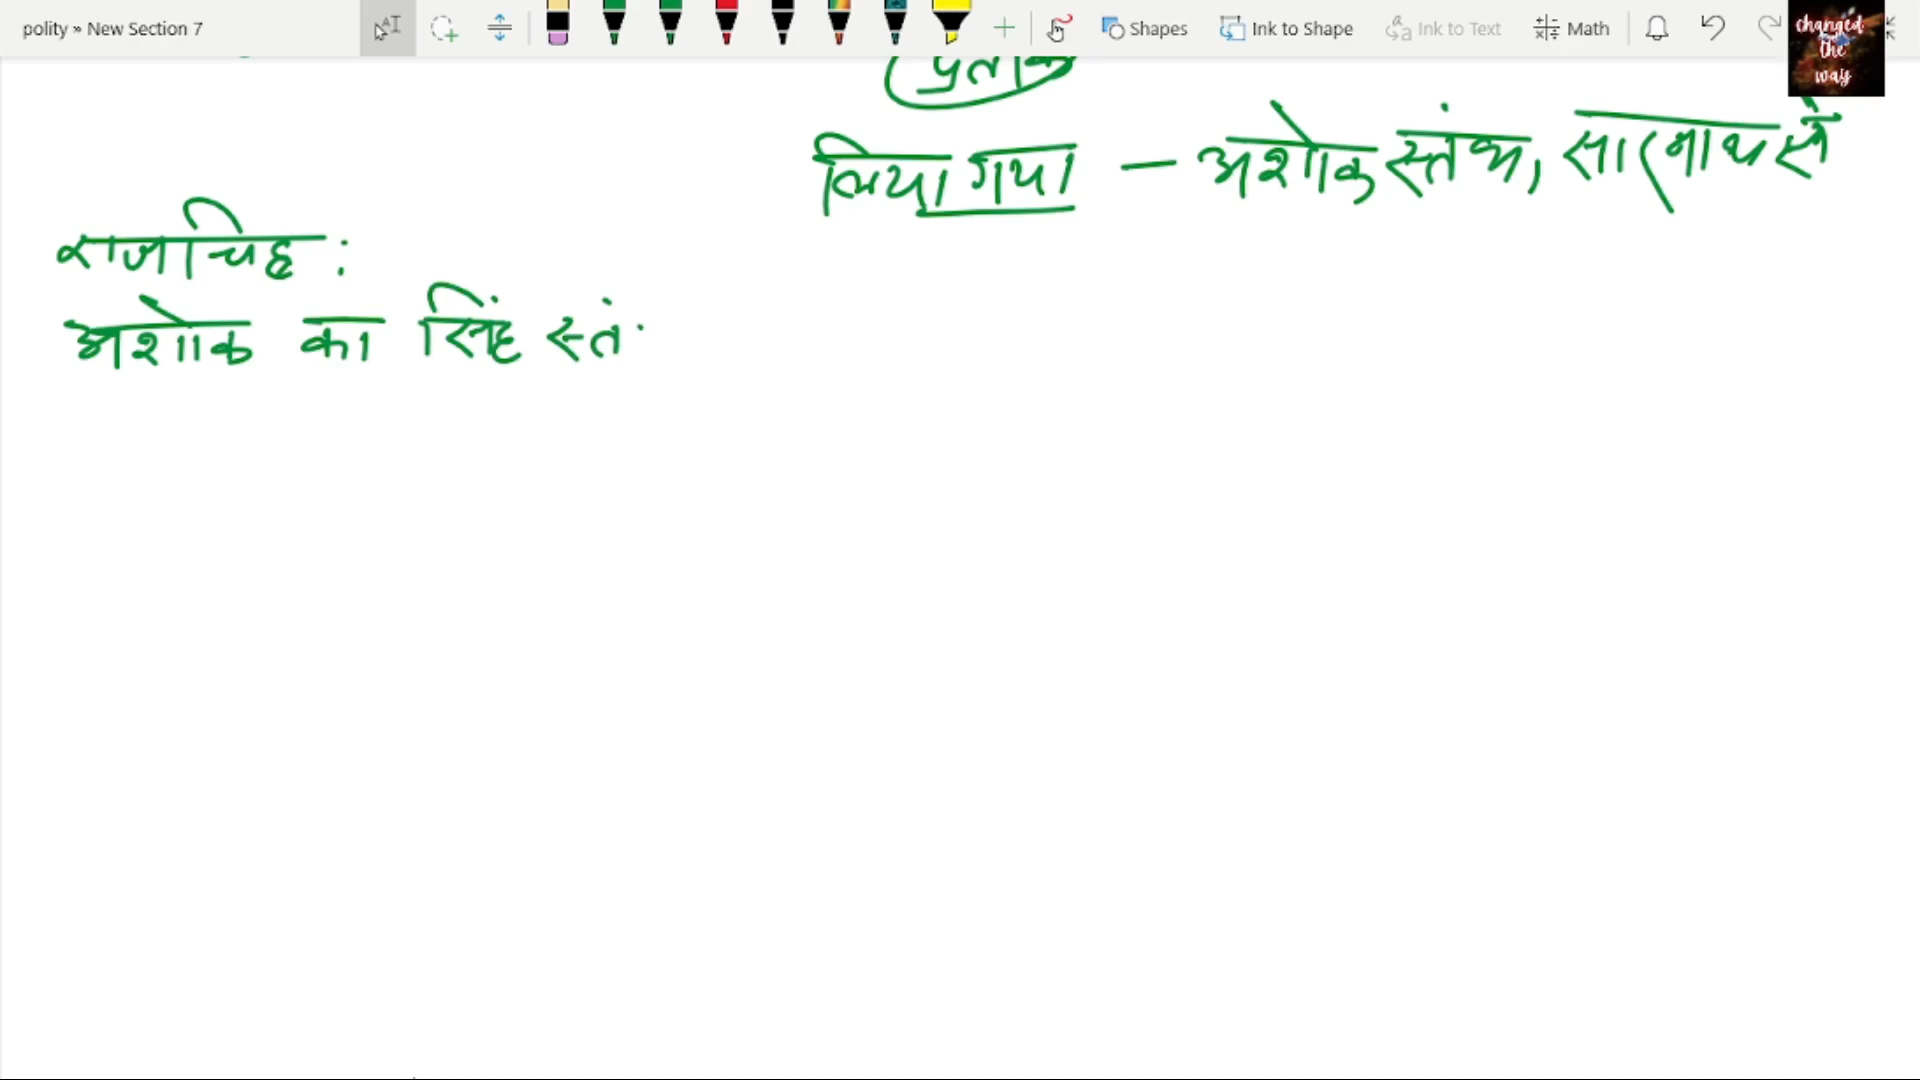 polity » New Section 7
Shapes
Ink to Shape
Ink to Text
Math
changed
the
way
लिया गया — अशोक स्तंभ, सारनाथ से
राजचिह्न :
अशोक का सिंह स्तं